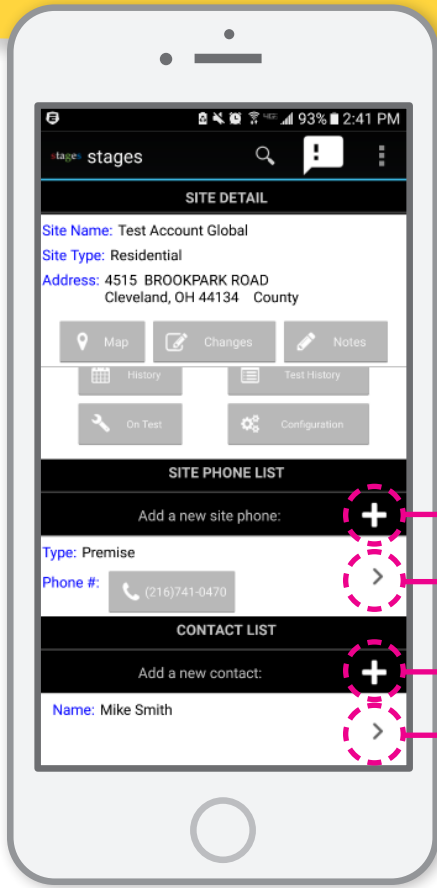 93% 2:41 PM
stages stages
SITE DETAIL
Site Name: Test Account Global
Site Type: Residential
Address: 4515 BROOKPARK ROAD
Cleveland, OH 44134 County
Map Changes Notes
History Test History
On Test Configuration
SITE PHONE LIST
Add a new site phone:
Type: Premise
Phone #: (216)741-0470
CONTACT LIST
Add a new contact:
Name: Mike Smith